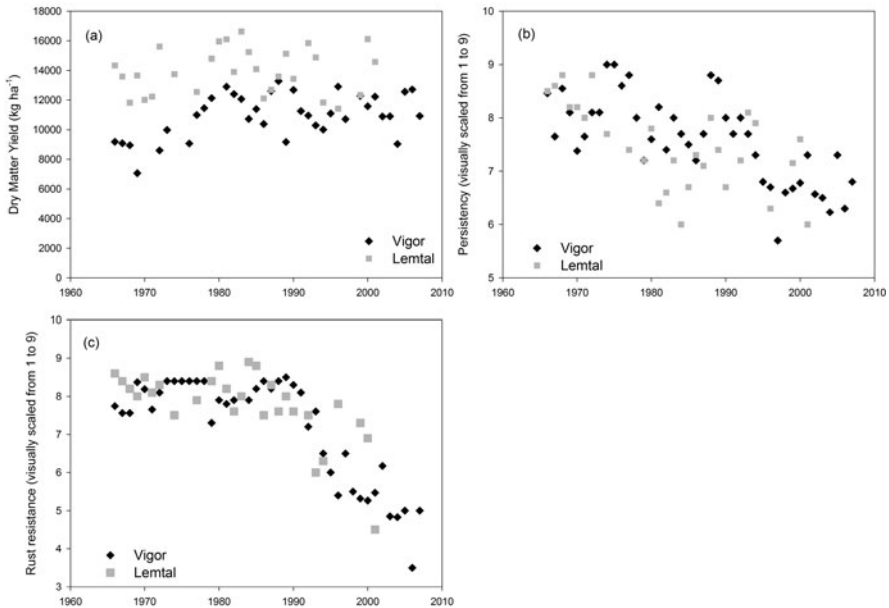 (a)
Dry Matter Yield (kg ha⁻¹)
18000
16000
14000
12000
10000
8000
6000
4000
2000
0
Vigor
Lemtal
1960 1970 1980 1990 2000 2010
(b)
Persistency (visually scaled from 1 to 9)
10
9
8
7
6
5
Vigor
Lemtal
1960 1970 1980 1990 2000 2010
(c)
Rust resistance (visually scaled from 1 to 9)
10
9
8
7
6
5
4
3
Vigor
Lemtal
1960 1970 1980 1990 2000 2010